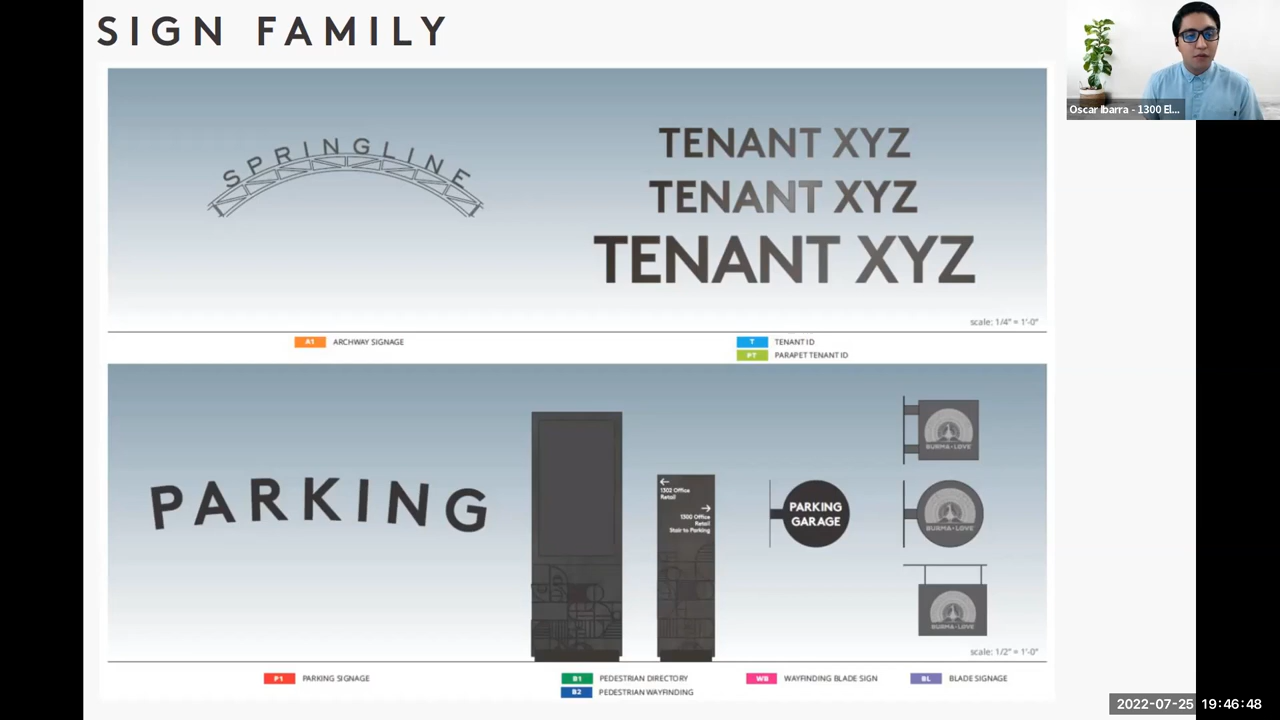 SIGN FAMILY
Oscar Ibarra - 1300 El...
SPRINGLINE
TENANT XYZ
TENANT XYZ
TENANT XYZ
scale: 1/4" = 1'-0"
A1 ARCHWAY SIGNAGE
T TENANT ID
PT PARAPET TENANT ID
PARKING
←
1302 Office
Retail
→
1300 Office
Retail
Stair to Parking
PARKING
GARAGE
BURMA LOVE
BURMA LOVE
BURMA LOVE
scale: 1/2" = 1'-0"
P1 PARKING SIGNAGE
B1 PEDESTRIAN DIRECTORY
B2 PEDESTRIAN WAYFINDING
WB WAYFINDING BLADE SIGN
BL BLADE SIGNAGE
2022-07-25 19:46:48